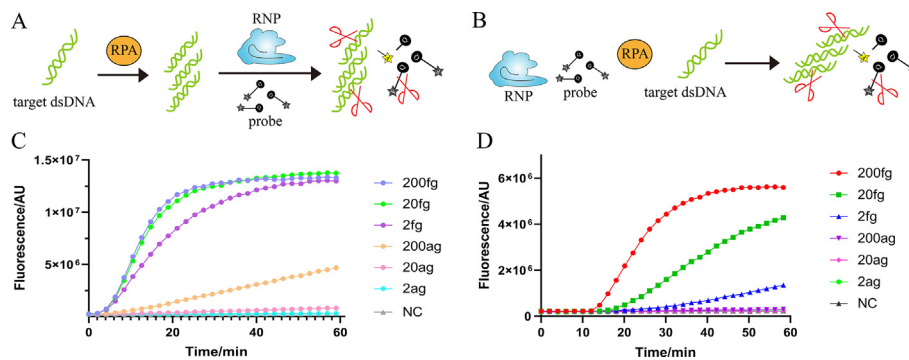 A
RPA
RNP
target dsDNA
probe
B
RNP
probe
RPA
target dsDNA
C
Fluorescence/AU
1.5×10⁷
1×10⁷
5×10⁶
0
20
40
60
Time/min
200fg
20fg
2fg
200ag
20ag
2ag
NC
D
Fluorescence/AU
6×10⁶
4×10⁶
2×10⁶
0
0
10
20
30
40
50
60
Time/min
200fg
20fg
2fg
200ag
20ag
2ag
NC